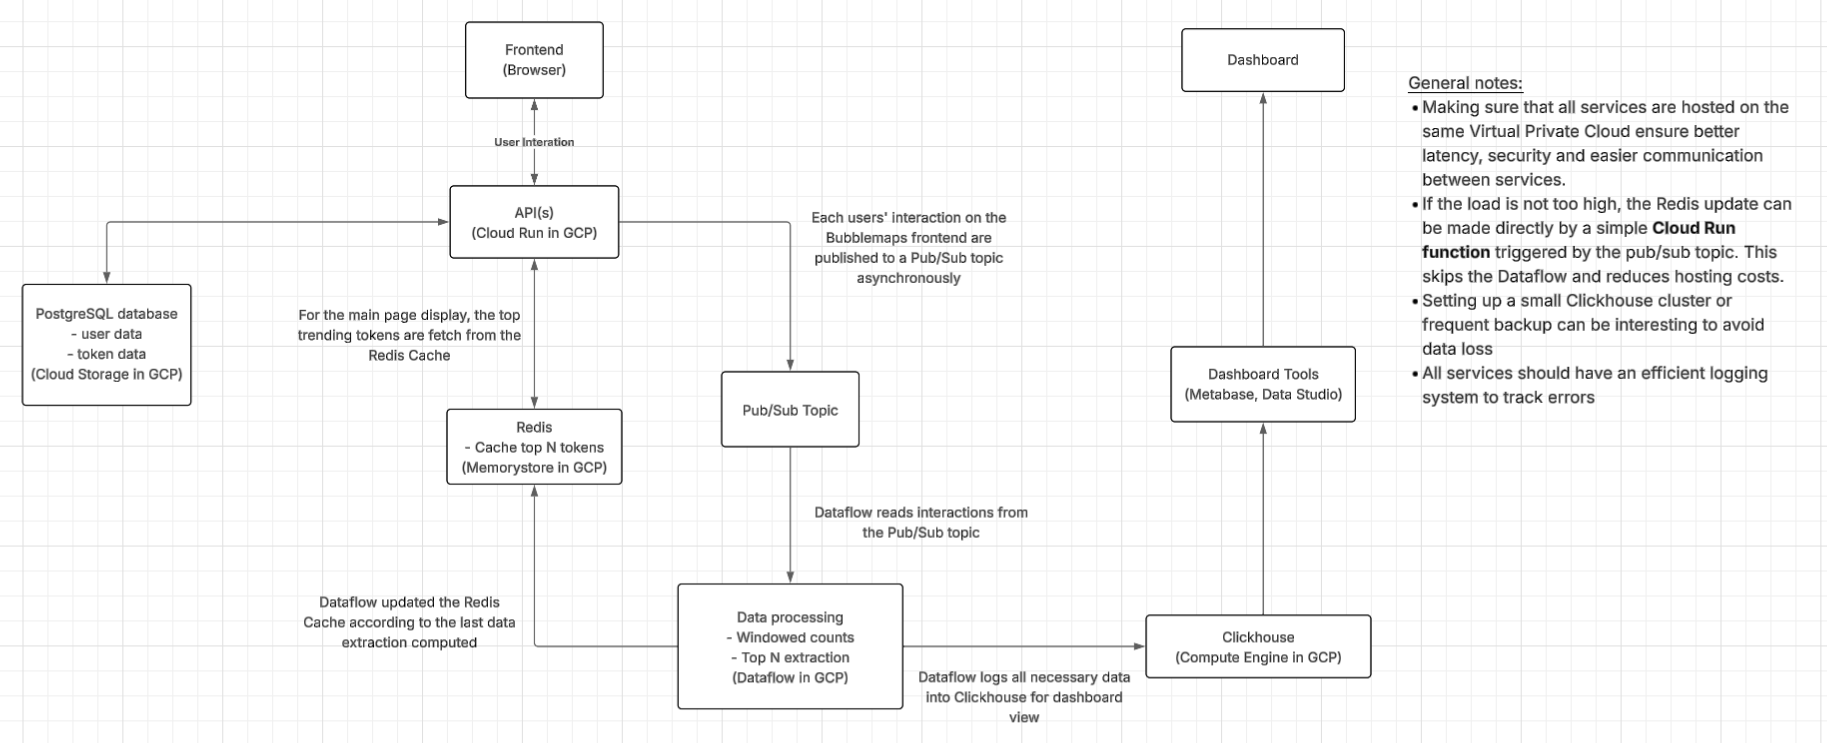 Frontend
(Browser)
User Interation
API(s)
(Cloud Run in GCP)
Each users' interaction on the
Bubblemaps frontend are
published to a Pub/Sub topic
asynchronously
PostgreSQL database
- user data
- token data
(Cloud Storage in GCP)
For the main page display, the top
trending tokens are fetch from the
Redis Cache
Redis
- Cache top N tokens
(Memorystore in GCP)
Pub/Sub Topic
Dataflow reads interactions from
the Pub/Sub topic
Dataflow updated the Redis
Cache according to the last data
extraction computed
Data processing
- Windowed counts
- Top N extraction
(Dataflow in GCP)
Dataflow logs all necessary data
into Clickhouse for dashboard
view
Clickhouse
(Compute Engine in GCP)
Dashboard Tools
(Metabase, Data Studio)
Dashboard
General notes:
• Making sure that all services are hosted on the
same Virtual Private Cloud ensure better
latency, security and easier communication
between services.
• If the load is not too high, the Redis update can
be made directly by a simple Cloud Run
function triggered by the pub/sub topic. This
skips the Dataflow and reduces hosting costs.
• Setting up a small Clickhouse cluster or
frequent backup can be interesting to avoid
data loss
• All services should have an efficient logging
system to track errors